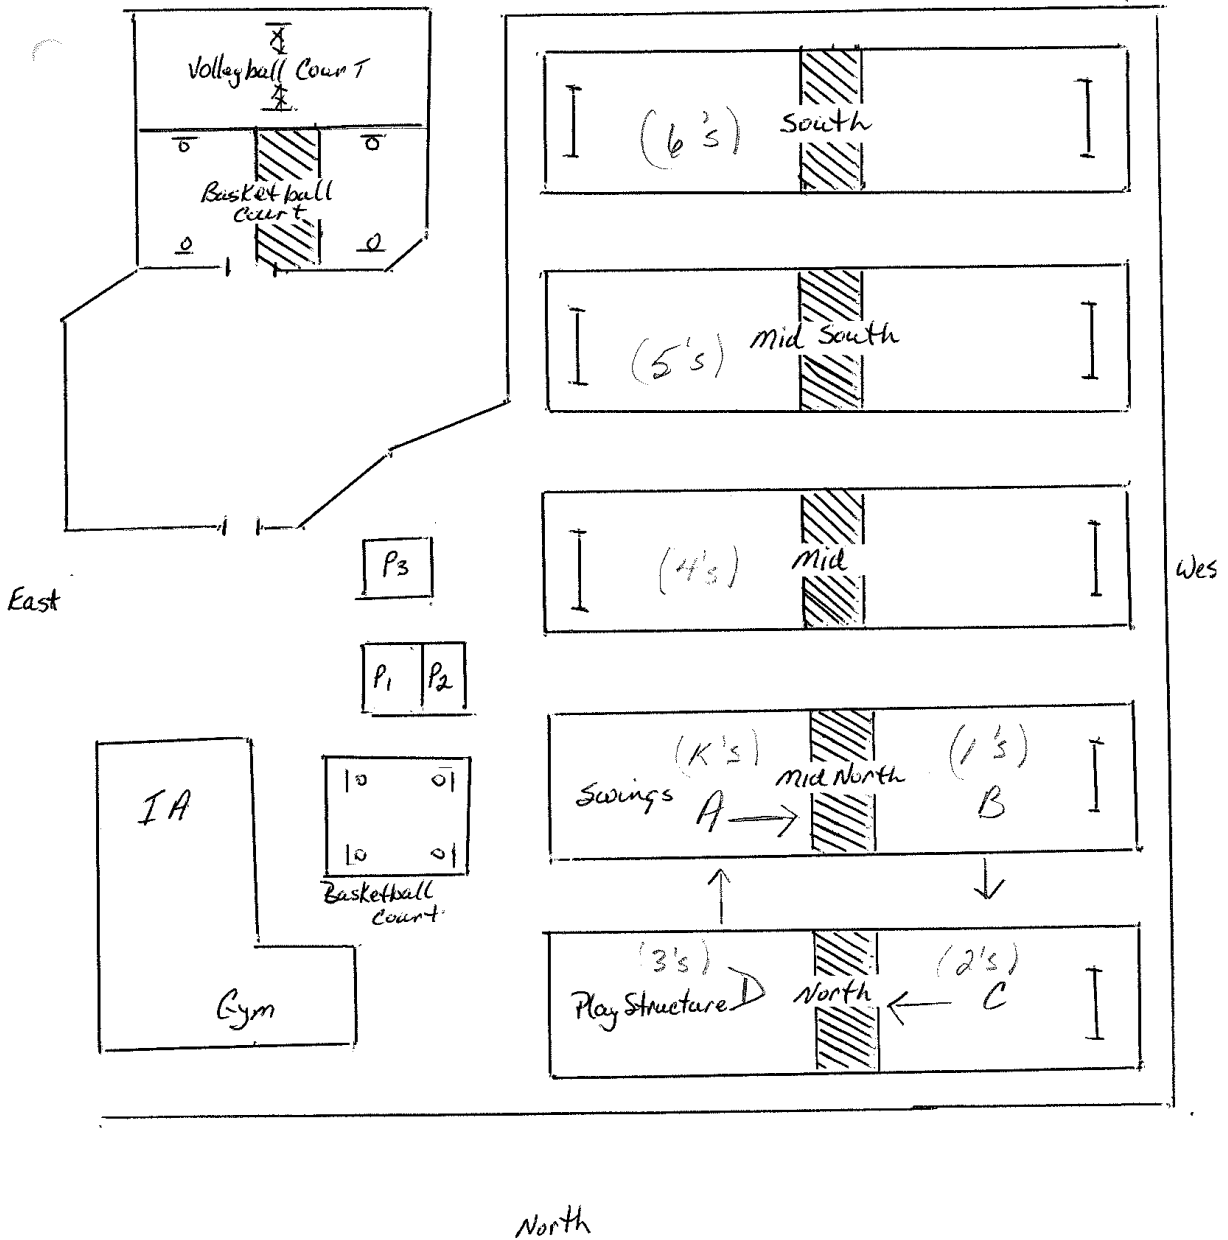 Volleyball Court
Basketball
Court
(6's) South
(5's) Mid South
(4's) Mid
P3
East
Wes
P1 P2
(K's) (1's)
Swings A Mid North B
IA
Basketball
Court
(3's) (2's)
Play Structure D North C
Gym
North